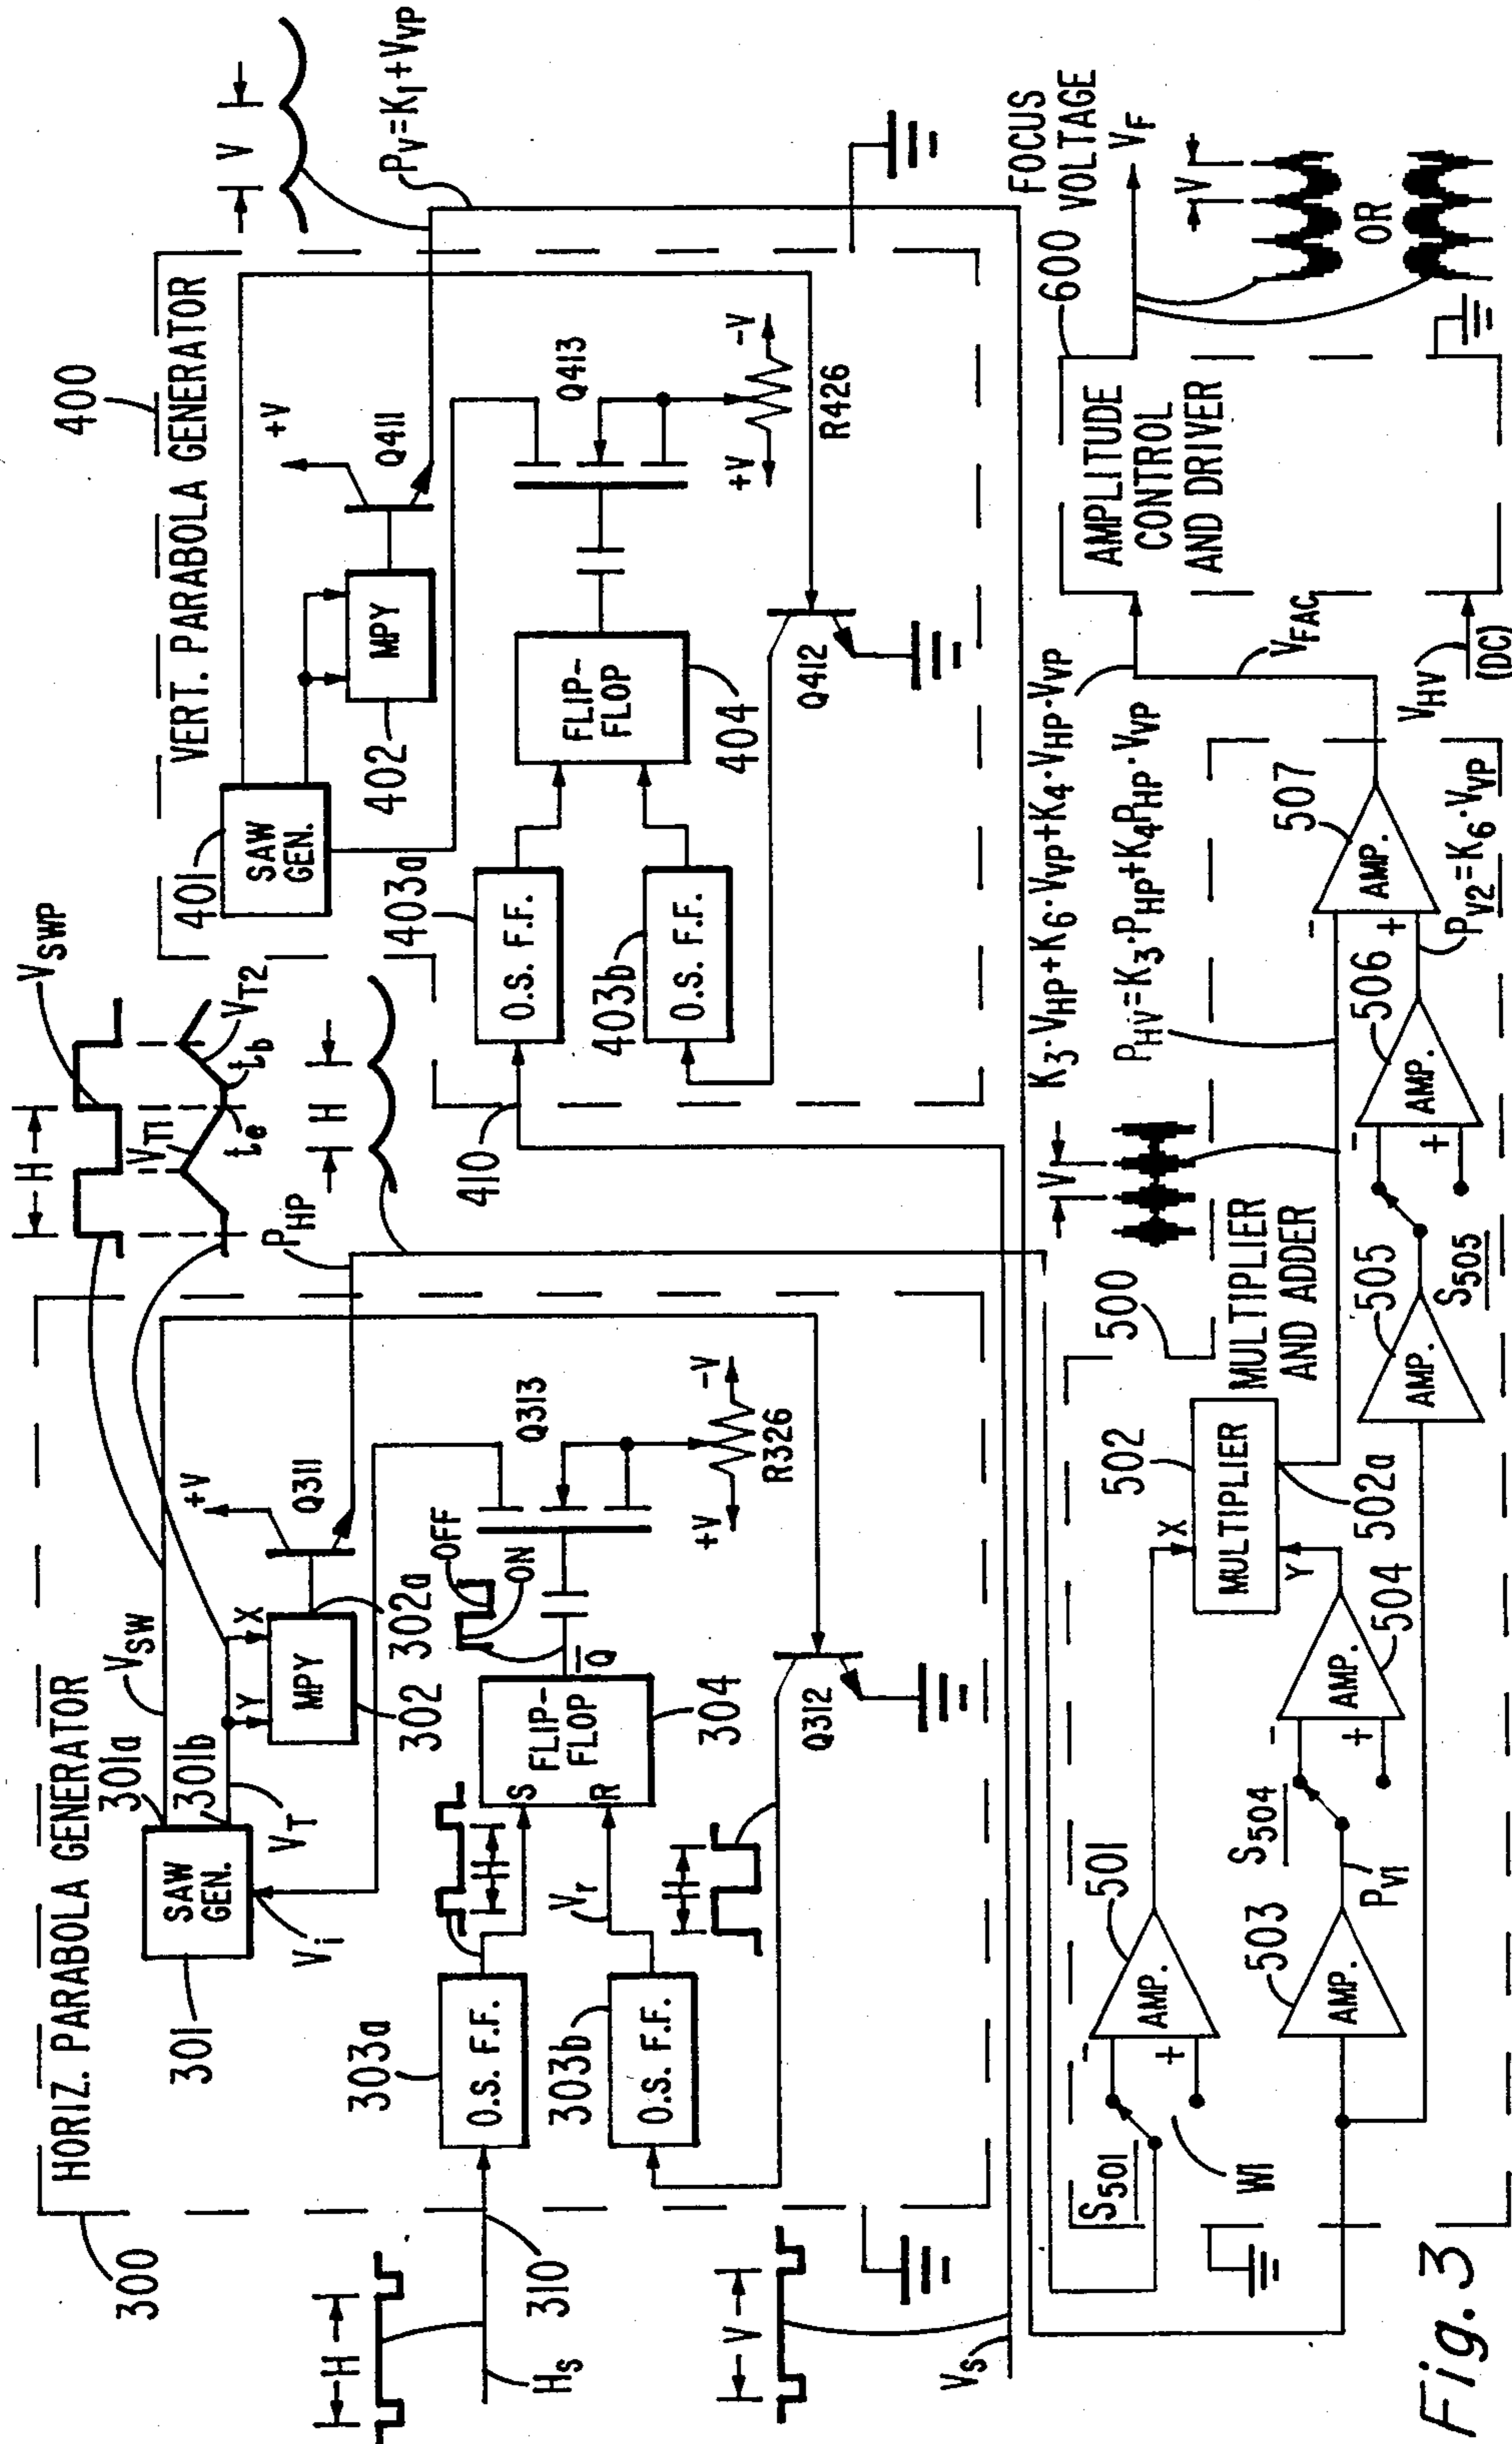 300
HORIZ. PARABOLA GENERATOR
301
SAW
GEN.
301a
301b
V_SW
V_T
V_i
Y
X
MPY
302
302a
+V
Q311
P_HP
V_SWP
H
V_T1
V_T2
t_e
t_b
H
303a
O.S. F.F.
303b
O.S. F.F.
H
V_r
H
S
R
FLIP-
FLOP
Q̄
304
OFF
ON
Q313
+V
-V
R326
Q312
H
H_S
310
V
V_S
400
VERT. PARABOLA GENERATOR
401
SAW
GEN.
MPY
402
+V
Q411
V
P_V=K_1+V_VP
403a
O.S. F.F.
403b
O.S. F.F.
410
FLIP-
FLOP
404
Q413
+V
-V
R426
Q412
500
MULTIPLIER
AND ADDER
S_501
W1
-
+
AMP.
501
X
Y
MULTIPLIER
502
502a
503
AMP.
P_V1
S_504
-
+
AMP.
504
AMP.
505
S_505
-
+
AMP.
506
P_V2=K_6·V_VP
-
+
AMP.
507
V
P_HV=K_3·P_HP+K_4P_HP·V_VP
K_3·V_HP+K_6·V_VP+K_4·V_HP·V_VP
V_FAC
V_HV
(DC)
600
AMPLITUDE
CONTROL
AND DRIVER
FOCUS
VOLTAGE
V_F
V
OR
Fig. 3